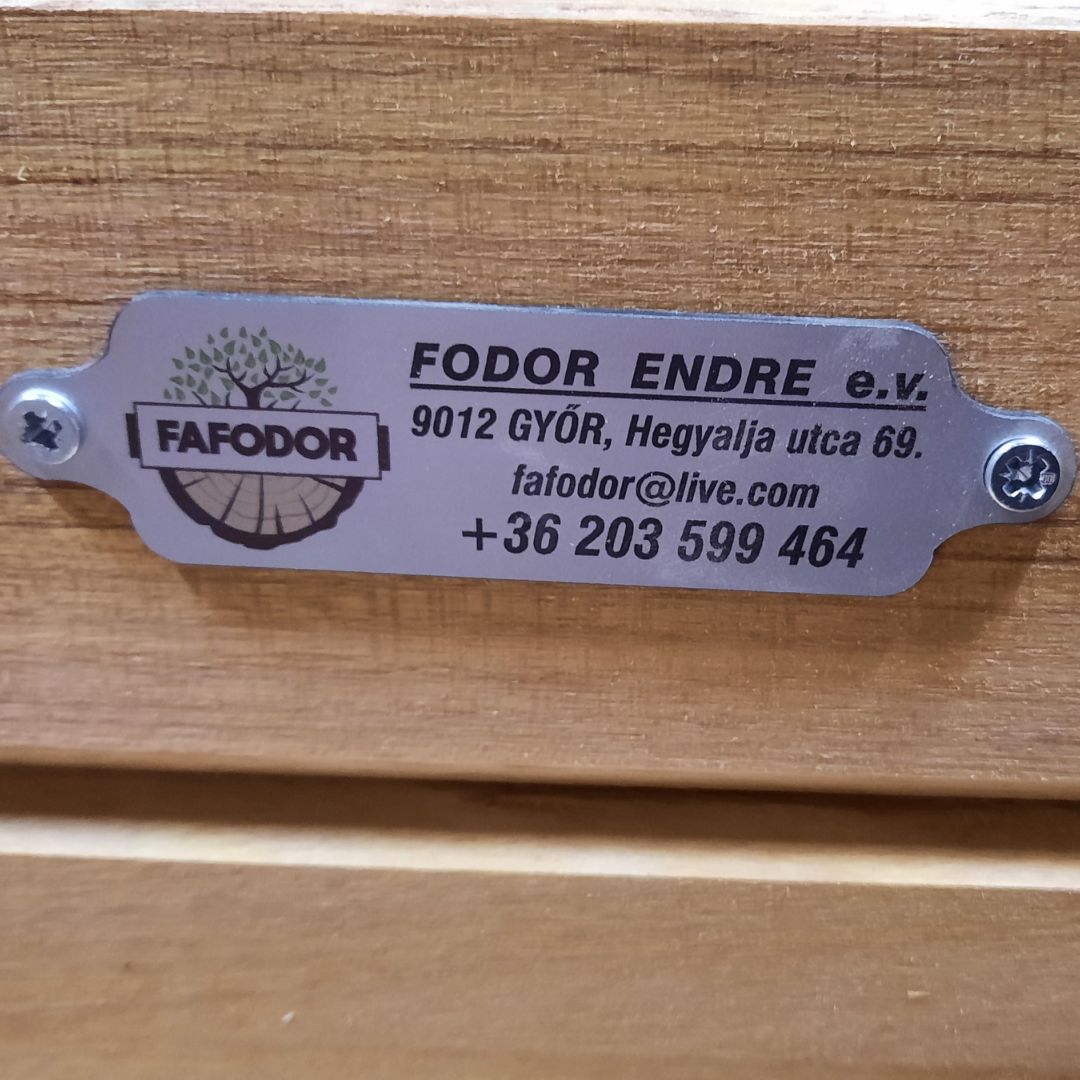 FAFODOR
FODOR ENDRE e.v.
9012 GYŐR, Hegyalja utca 69.
fafodor@live.com
+36 203 599 464